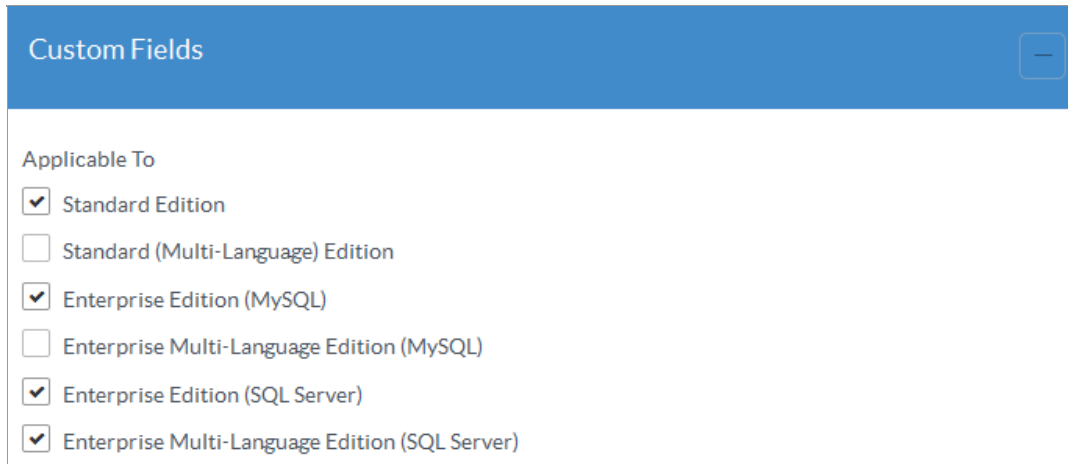 Custom Fields
Applicable To
Standard Edition
Standard (Multi-Language) Edition
Enterprise Edition (MySQL)
Enterprise Multi-Language Edition (MySQL)
Enterprise Edition (SQL Server)
Enterprise Multi-Language Edition (SQL Server)